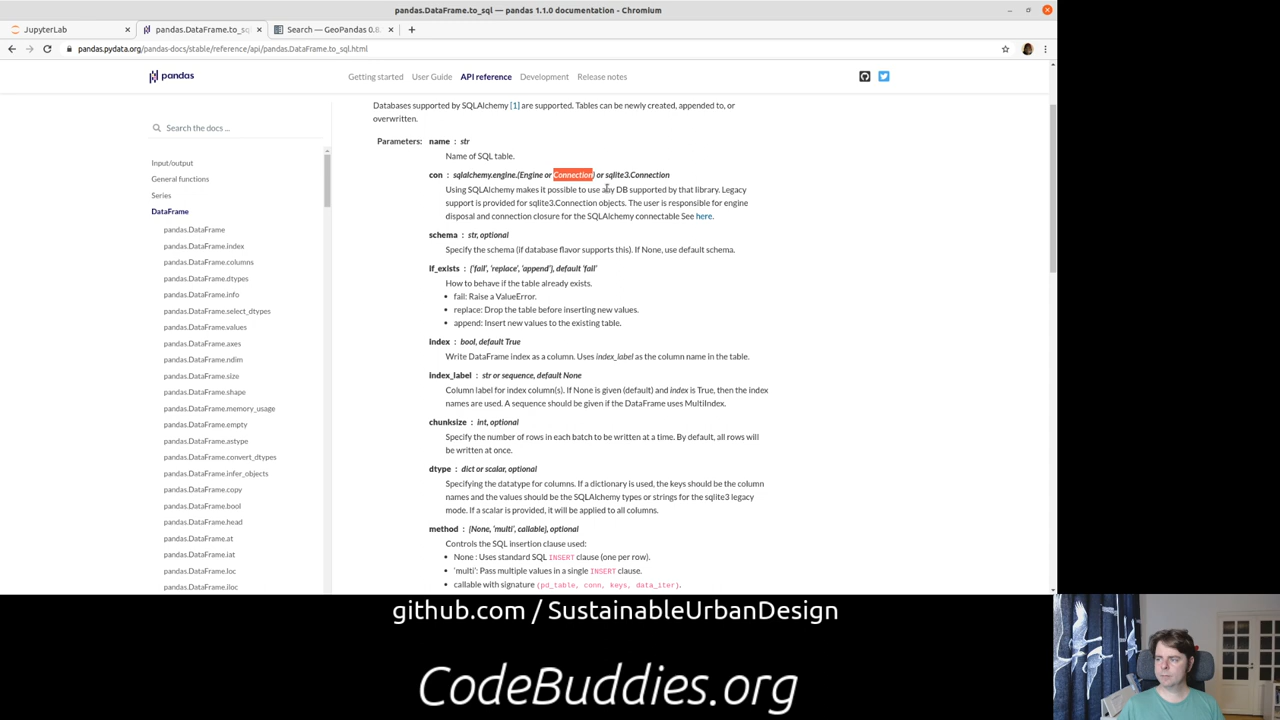 pandas.DataFrame.to_sql — pandas 1.1.0 documentation - Chromium
JupyterLab
pandas.DataFrame.to_sq
Search — GeoPandas 0.8.
pandas.pydata.org/pandas-docs/stable/reference/api/pandas.DataFrame.to_sql.html
pandas
Getting started
User Guide
API reference
Development
Release notes
Search the docs ...
Input/output
General functions
Series
DataFrame
pandas.DataFrame
pandas.DataFrame.index
pandas.DataFrame.columns
pandas.DataFrame.dtypes
pandas.DataFrame.info
pandas.DataFrame.select_dtypes
pandas.DataFrame.values
pandas.DataFrame.axes
pandas.DataFrame.ndim
pandas.DataFrame.size
pandas.DataFrame.shape
pandas.DataFrame.memory_usage
pandas.DataFrame.empty
pandas.DataFrame.astype
pandas.DataFrame.convert_dtypes
pandas.DataFrame.infer_objects
pandas.DataFrame.copy
pandas.DataFrame.bool
pandas.DataFrame.head
pandas.DataFrame.at
pandas.DataFrame.iat
pandas.DataFrame.loc
pandas.DataFrame.iloc
Databases supported by SQLAlchemy [1] are supported. Tables can be newly created, appended to, or
overwritten.
Parameters: name : str
Name of SQL table.
con : sqlalchemy.engine.(Engine or Connection) or sqlite3.Connection
Using SQLAlchemy makes it possible to use any DB supported by that library. Legacy
support is provided for sqlite3.Connection objects. The user is responsible for engine
disposal and connection closure for the SQLAlchemy connectable See here.
schema : str, optional
Specify the schema (if database flavor supports this). If None, use default schema.
if_exists : {'fail', 'replace', 'append'}, default 'fail'
How to behave if the table already exists.
• fail: Raise a ValueError.
• replace: Drop the table before inserting new values.
• append: Insert new values to the existing table.
index : bool, default True
Write DataFrame index as a column. Uses index_label as the column name in the table.
index_label : str or sequence, default None
Column label for index column(s). If None is given (default) and index is True, then the index
names are used. A sequence should be given if the DataFrame uses MultiIndex.
chunksize : int, optional
Specify the number of rows in each batch to be written at a time. By default, all rows will
be written at once.
dtype : dict or scalar, optional
Specifying the datatype for columns. If a dictionary is used, the keys should be the column
names and the values should be the SQLAlchemy types or strings for the sqlite3 legacy
mode. If a scalar is provided, it will be applied to all columns.
method : {None, 'multi', callable}, optional
Controls the SQL insertion clause used:
• None : Uses standard SQL INSERT clause (one per row).
• 'multi': Pass multiple values in a single INSERT clause.
• callable with signature (pd_table, conn, keys, data_iter).
github.com / SustainableUrbanDesign
CodeBuddies.org